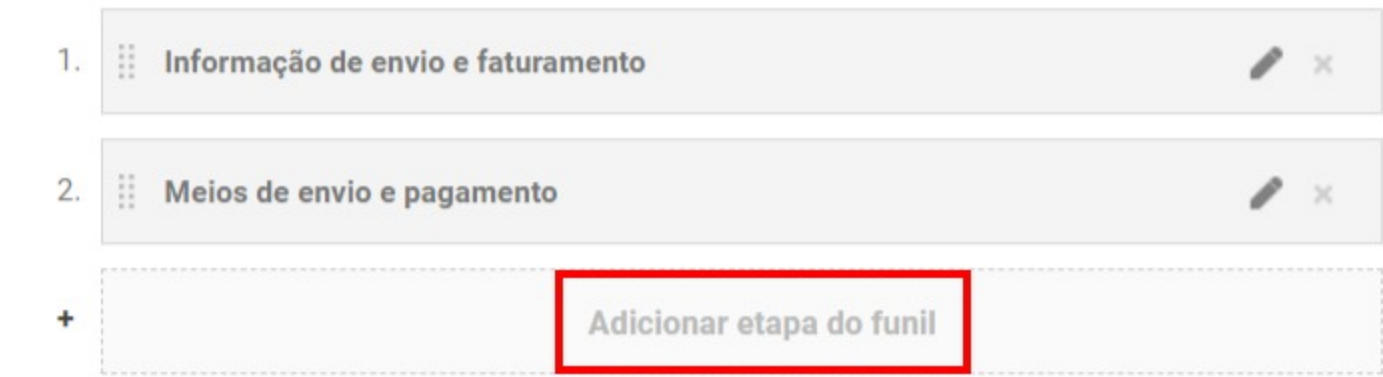 1. Informação de envio e faturamento
2. Meios de envio e pagamento
+ Adicionar etapa do funil